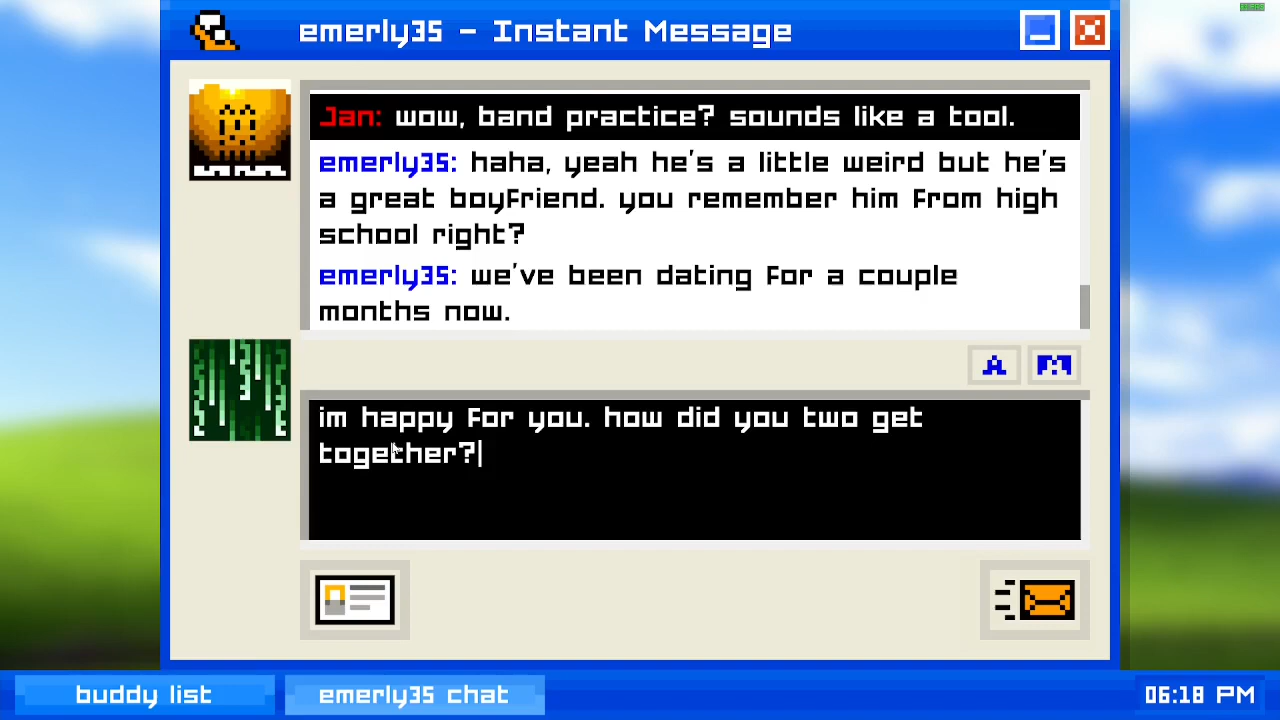 emerly35 - Instant Message
Jan: wow, band practice? sounds like a tool.
emerly35: haha, yeah he's a little weird but he's
a great boyfriend. you remember him from high
school right?
emerly35: we've been dating for a couple
months now.
A
im happy for you. how did you two get
together?
buddy list
emerly35 chat
06:18 PM